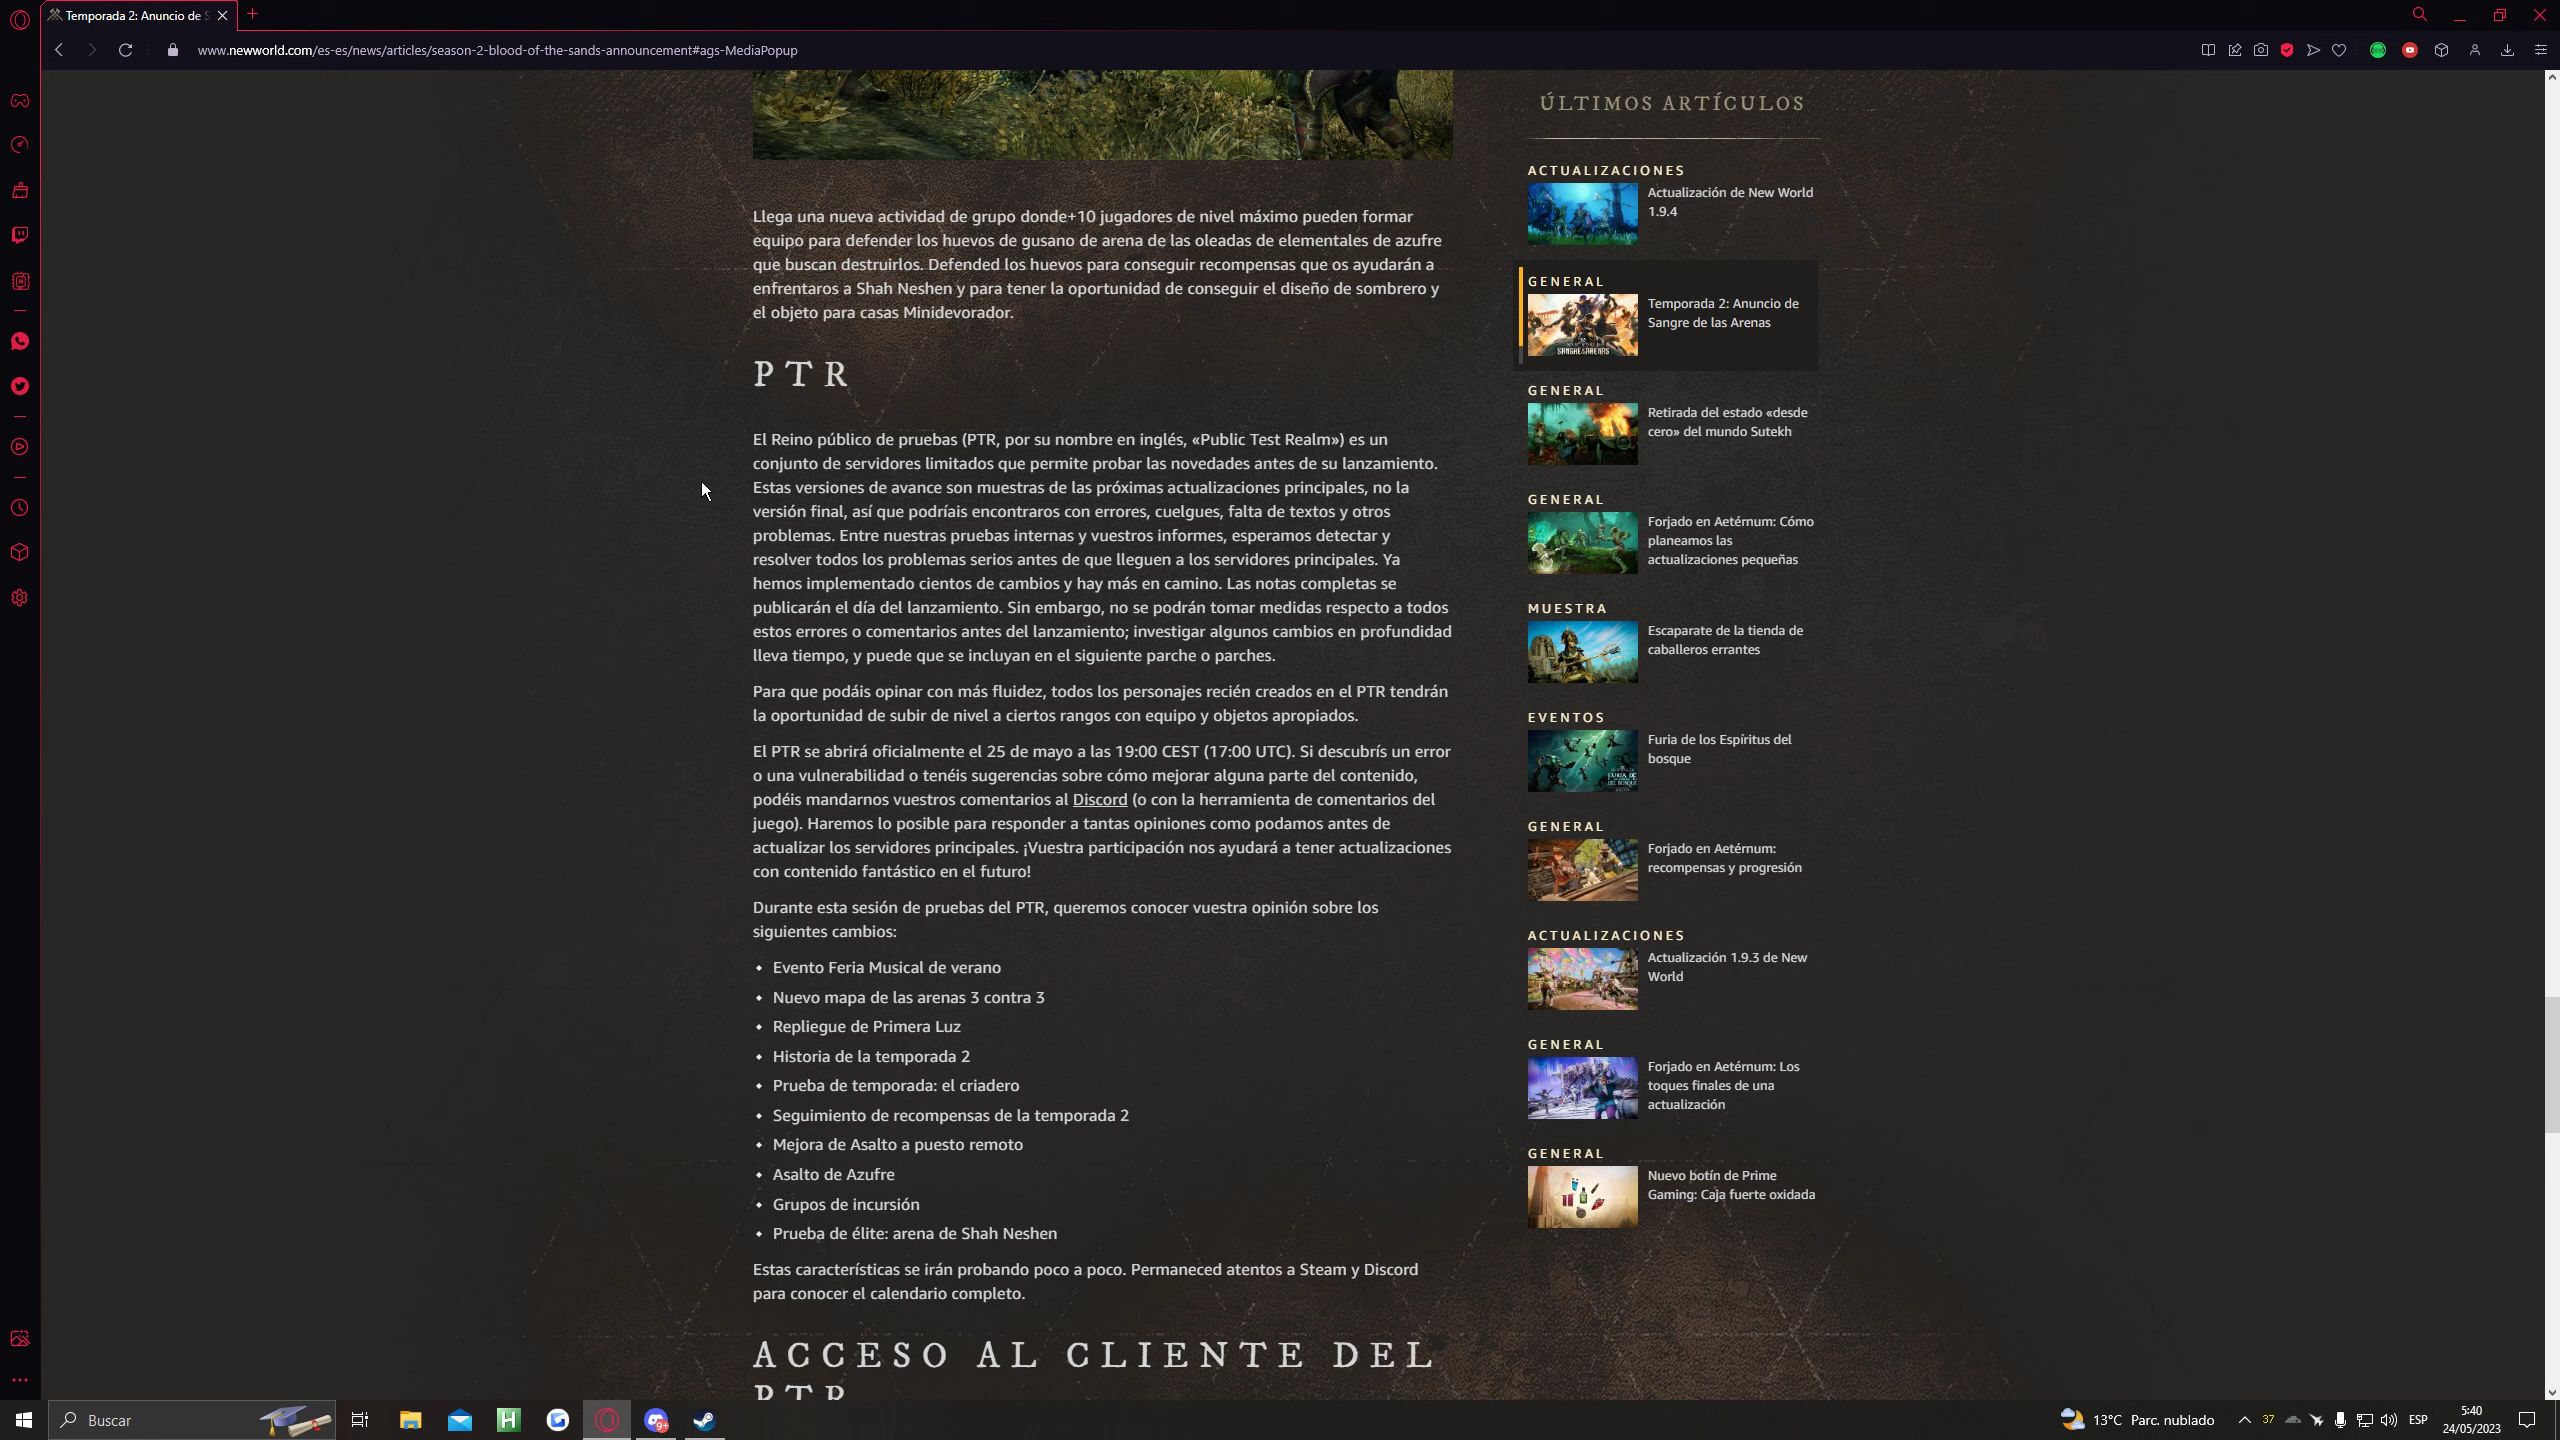 Temporada 2: Anuncio de S
www.newworld.com/es-es/news/articles/season-2-blood-of-the-sands-announcement#ags-MediaPopup
Llega una nueva actividad de grupo donde+10 jugadores de nivel máximo pueden formar
equipo para defender los huevos de gusano de arena de las oleadas de elementales de azufre
que buscan destruirlos. Defended los huevos para conseguir recompensas que os ayudarán a
enfrentaros a Shah Neshen y para tener la oportunidad de conseguir el diseño de sombrero y
el objeto para casas Minidevorador.
PTR
El Reino público de pruebas (PTR, por su nombre en inglés, «Public Test Realm») es un
conjunto de servidores limitados que permite probar las novedades antes de su lanzamiento.
Estas versiones de avance son muestras de las próximas actualizaciones principales, no la
versión final, así que podríais encontraros con errores, cuelgues, falta de textos y otros
problemas. Entre nuestras pruebas internas y vuestros informes, esperamos detectar y
resolver todos los problemas serios antes de que lleguen a los servidores principales. Ya
hemos implementado cientos de cambios y hay más en camino. Las notas completas se
publicarán el día del lanzamiento. Sin embargo, no se podrán tomar medidas respecto a todos
estos errores o comentarios antes del lanzamiento; investigar algunos cambios en profundidad
lleva tiempo, y puede que se incluyan en el siguiente parche o parches.
Para que podáis opinar con más fluidez, todos los personajes recién creados en el PTR tendrán
la oportunidad de subir de nivel a ciertos rangos con equipo y objetos apropiados.
El PTR se abrirá oficialmente el 25 de mayo a las 19:00 CEST (17:00 UTC). Si descubrís un error
o una vulnerabilidad o tenéis sugerencias sobre cómo mejorar alguna parte del contenido,
podéis mandarnos vuestros comentarios al Discord (o con la herramienta de comentarios del
juego). Haremos lo posible para responder a tantas opiniones como podamos antes de
actualizar los servidores principales. ¡Vuestra participación nos ayudará a tener actualizaciones
con contenido fantástico en el futuro!
Durante esta sesión de pruebas del PTR, queremos conocer vuestra opinión sobre los
siguientes cambios:
• Evento Feria Musical de verano
• Nuevo mapa de las arenas 3 contra 3
• Repliegue de Primera Luz
• Historia de la temporada 2
• Prueba de temporada: el criadero
• Seguimiento de recompensas de la temporada 2
• Mejora de Asalto a puesto remoto
• Asalto de Azufre
• Grupos de incursión
• Prueba de élite: arena de Shah Neshen
Estas características se irán probando poco a poco. Permaneced atentos a Steam y Discord
para conocer el calendario completo.
ACCESO AL CLIENTE DEL
PTR
ÚLTIMOS ARTÍCULOS
ACTUALIZACIONES
Actualización de New World
1.9.4
GENERAL
Temporada 2: Anuncio de
Sangre de las Arenas
GENERAL
Retirada del estado «desde
cero» del mundo Sutekh
GENERAL
Forjado en Aetérnum: Cómo
planeamos las
actualizaciones pequeñas
MUESTRA
Escaparate de la tienda de
caballeros errantes
EVENTOS
Furia de los Espíritus del
bosque
GENERAL
Forjado en Aetérnum:
recompensas y progresión
ACTUALIZACIONES
Actualización 1.9.3 de New
World
GENERAL
Forjado en Aetérnum: Los
toques finales de una
actualización
GENERAL
Nuevo botín de Prime
Gaming: Caja fuerte oxidada
Buscar
9+
13°C Parc. nublado
37
ESP
5:40
24/05/2023